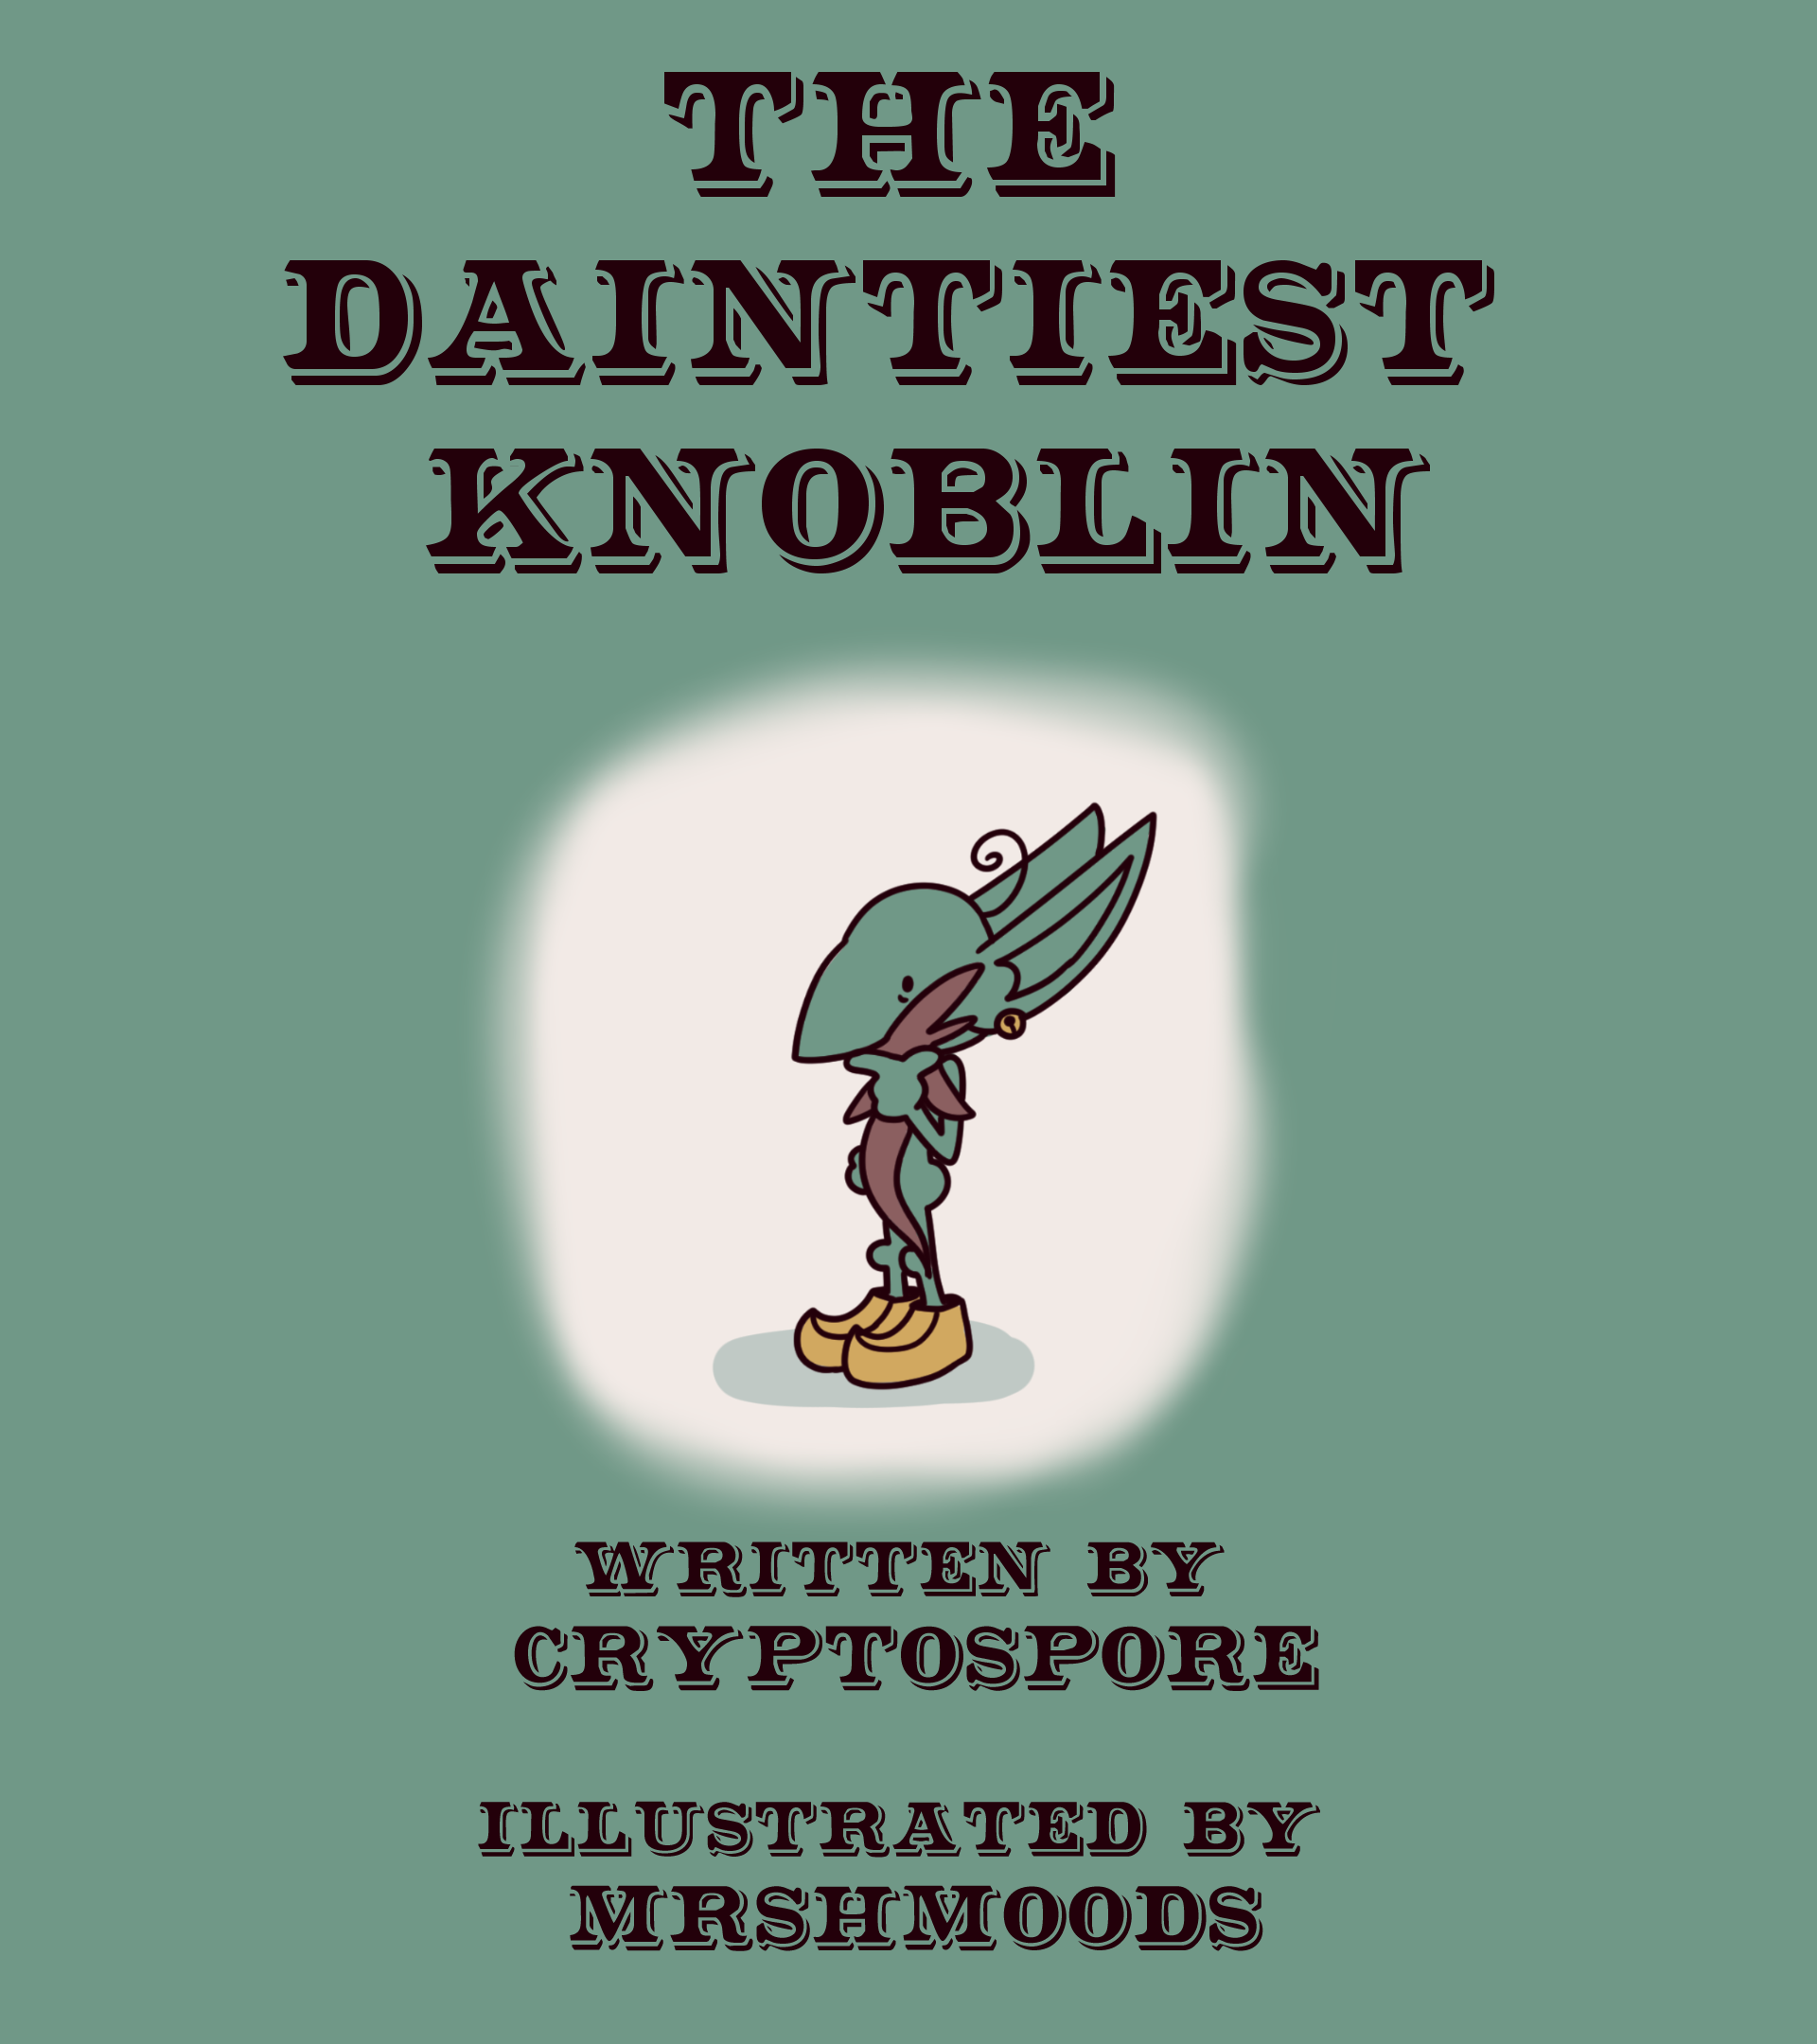 THE
DAINTIEST
KNOBLIN
WRITTEN BY
CRYPTOSPORE
ILLUSTRATED BY
MRSHMOODS